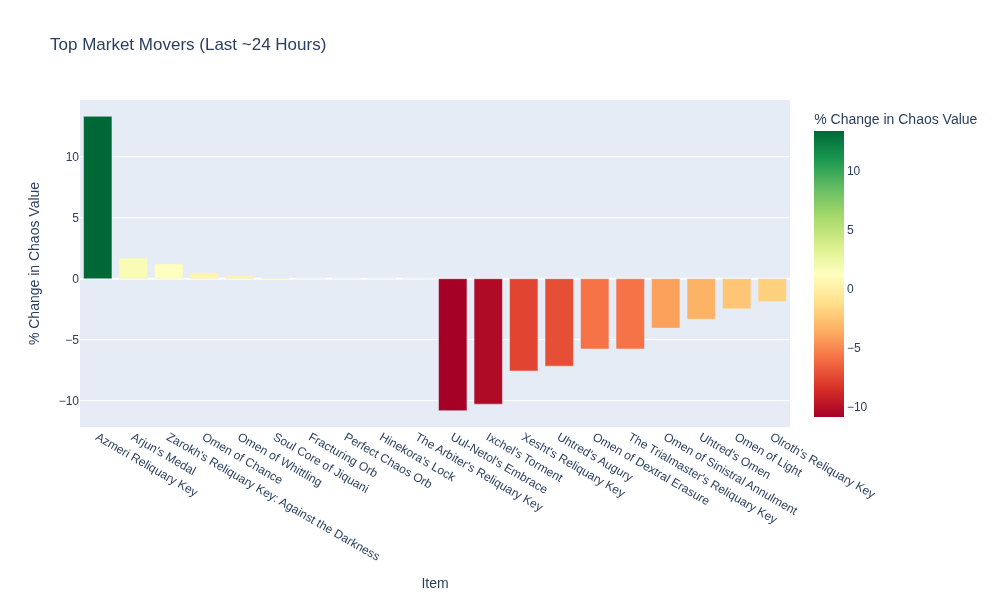 Top Market Movers (Last ~24 Hours)
% Change in Chaos Value
10
5
0
−5
−10
% Change in Chaos Value
10
5
0
−5
−10
Azmeri Reliquary Key
Arjun's Medal
Zarokh's Reliquary Key: Against the Darkness
Omen of Chance
Omen of Whittling
Soul Core of Jiquani
Fracturing Orb
Perfect Chaos Orb
Hinekora's Lock
The Arbiter's Reliquary Key
Uul-Netol's Embrace
Ixchel's Torment
Xesht's Reliquary Key
Uhtred's Augury
Omen of Dextral Erasure
The Trialmaster's Reliquary Key
Omen of Sinistral Annulment
Uhtred's Omen
Omen of Light
Olroth's Reliquary Key
Item